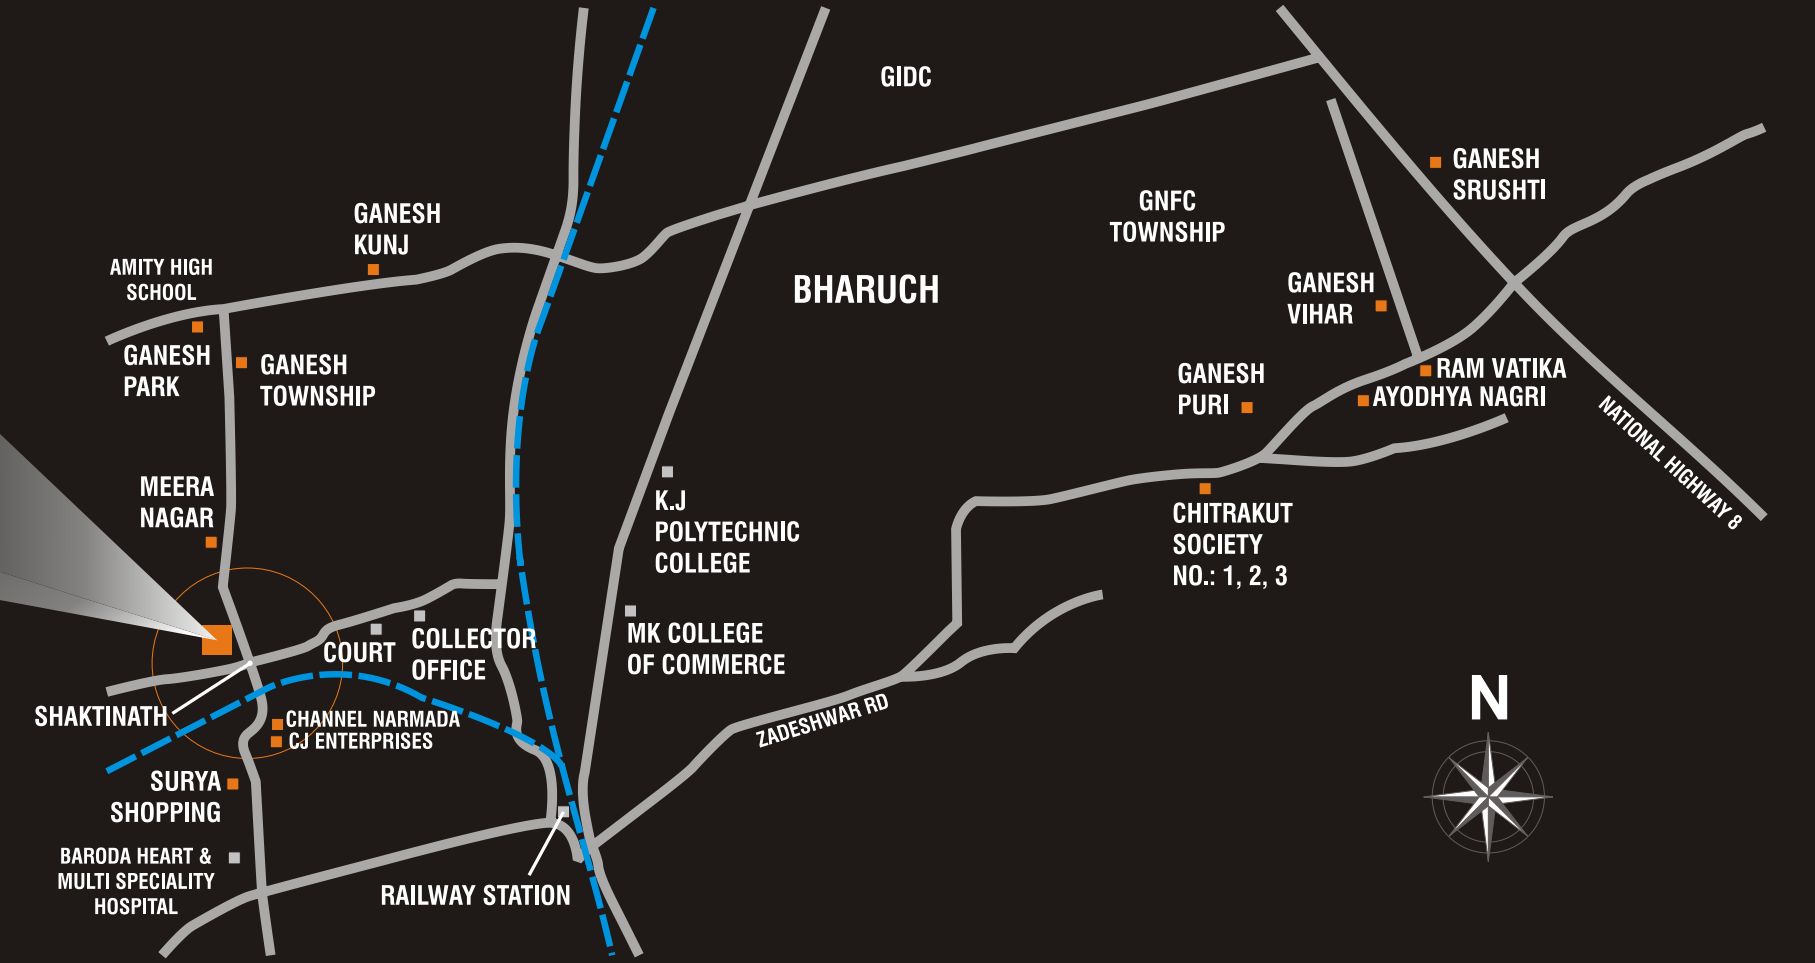 GIDC
GANESH
SRUSHTI
GNFC
TOWNSHIP
GANESH
KUNJ
AMITY HIGH
SCHOOL
BHARUCH
GANESH
VIHAR
GANESH
PARK
GANESH
TOWNSHIP
RAM VATIKA
AYODHYA NAGRI
GANESH
PURI
NATIONAL HIGHWAY 8
MEERA
NAGAR
K.J
POLYTECHNIC
COLLEGE
CHITRAKUT
SOCIETY
NO.: 1, 2, 3
MK COLLEGE
OF COMMERCE
COURT
COLLECTOR
OFFICE
SHAKTINATH
CHANNEL NARMADA
CJ ENTERPRISES
ZADESHWAR RD
N
SURYA
SHOPPING
BARODA HEART &
MULTI SPECIALITY
HOSPITAL
RAILWAY STATION